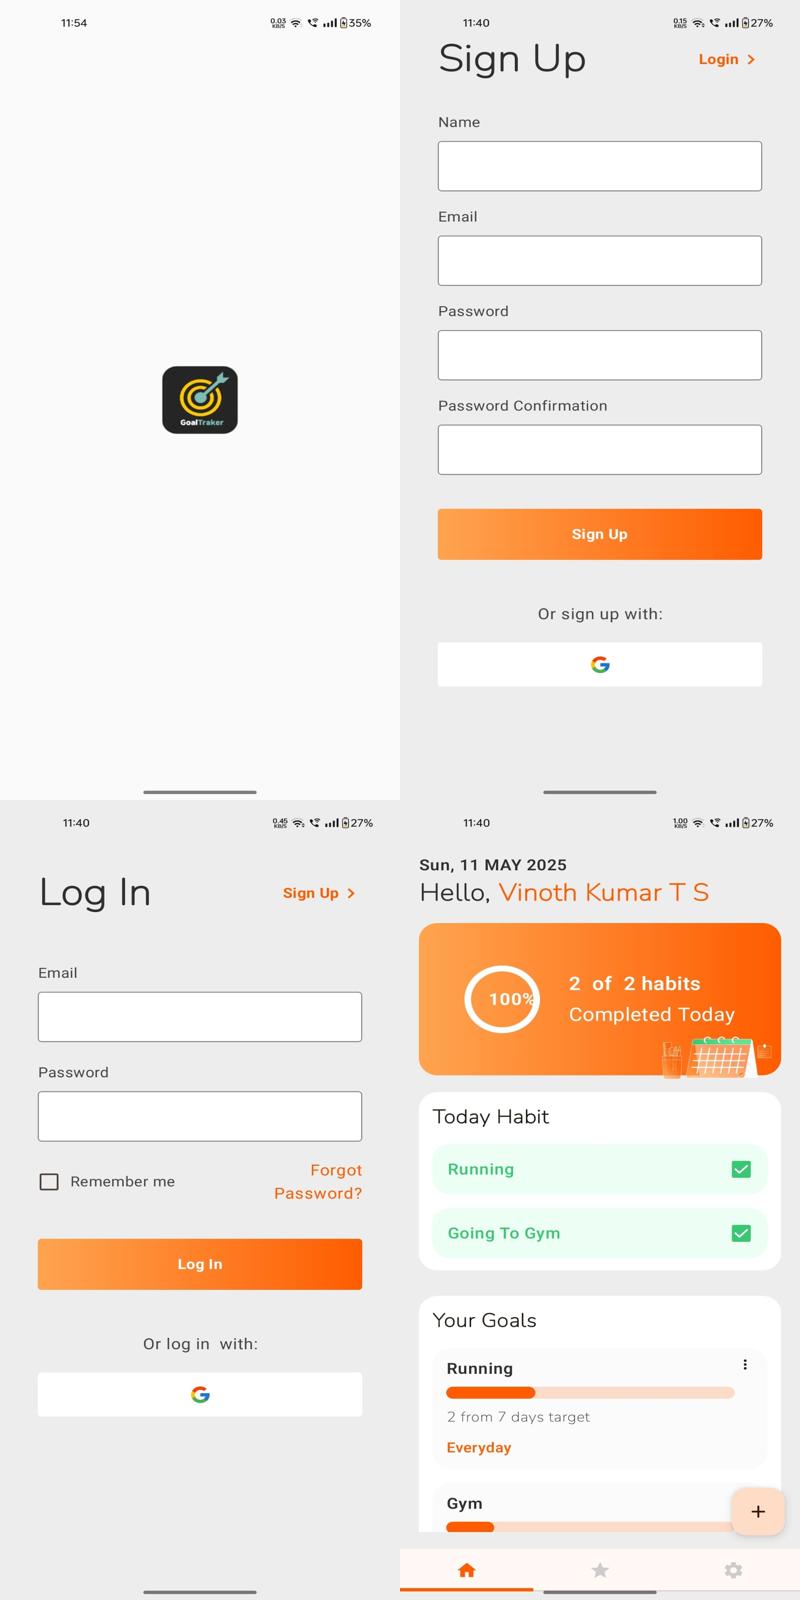 11:54
0.03 KB/S
35%
GoalTraker
11:40
0.15 KB/S
27%
Sign Up
Login
Name
Email
Password
Password Confirmation
Sign Up
Or sign up with:
11:40
0.45 KB/S
27%
Log In
Sign Up
Email
Password
Remember me
Forgot
Password?
Log In
Or log in with:
11:40
1.00 KB/S
27%
Sun, 11 MAY 2025
Hello, Vinoth Kumar T S
100%
2 of 2 habits
Completed Today
Today Habit
Running
Going To Gym
Your Goals
Running
2 from 7 days target
Everyday
Gym